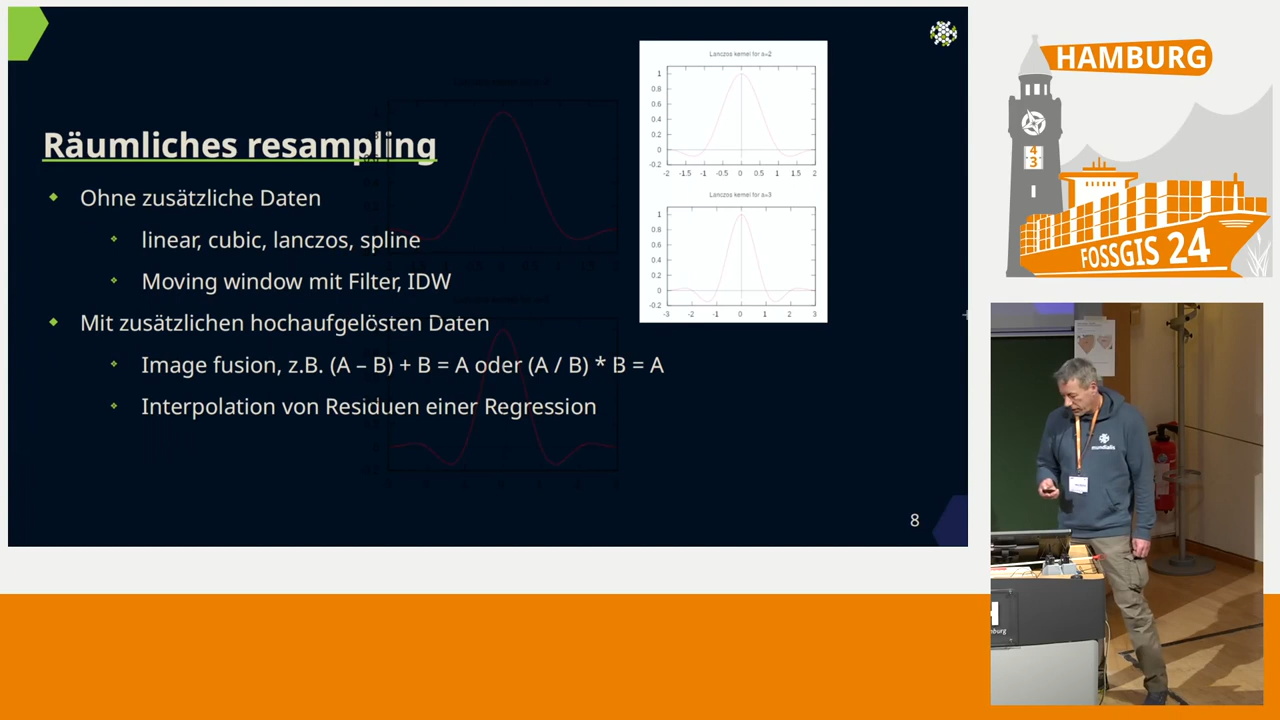 Räumliches resampling
Ohne zusätzliche Daten
linear, cubic, lanczos, spline
Moving window mit Filter, IDW
Mit zusätzlichen hochaufgelösten Daten
Image fusion, z.B. (A – B) + B = A oder (A / B) * B = A
Interpolation von Residuen einer Regression
8
Lanczos kernel for a=2
1
0.8
0.6
0.4
0.2
0
-0.2
-2 -1.5 -1 -0.5 0 0.5 1 1.5 2
Lanczos kernel for a=3
1
0.8
0.6
0.4
0.2
0
-0.2
-3 -2 -1 0 1 2 3
HAMBURG
4
3
FOSSGIS 24
mundialis